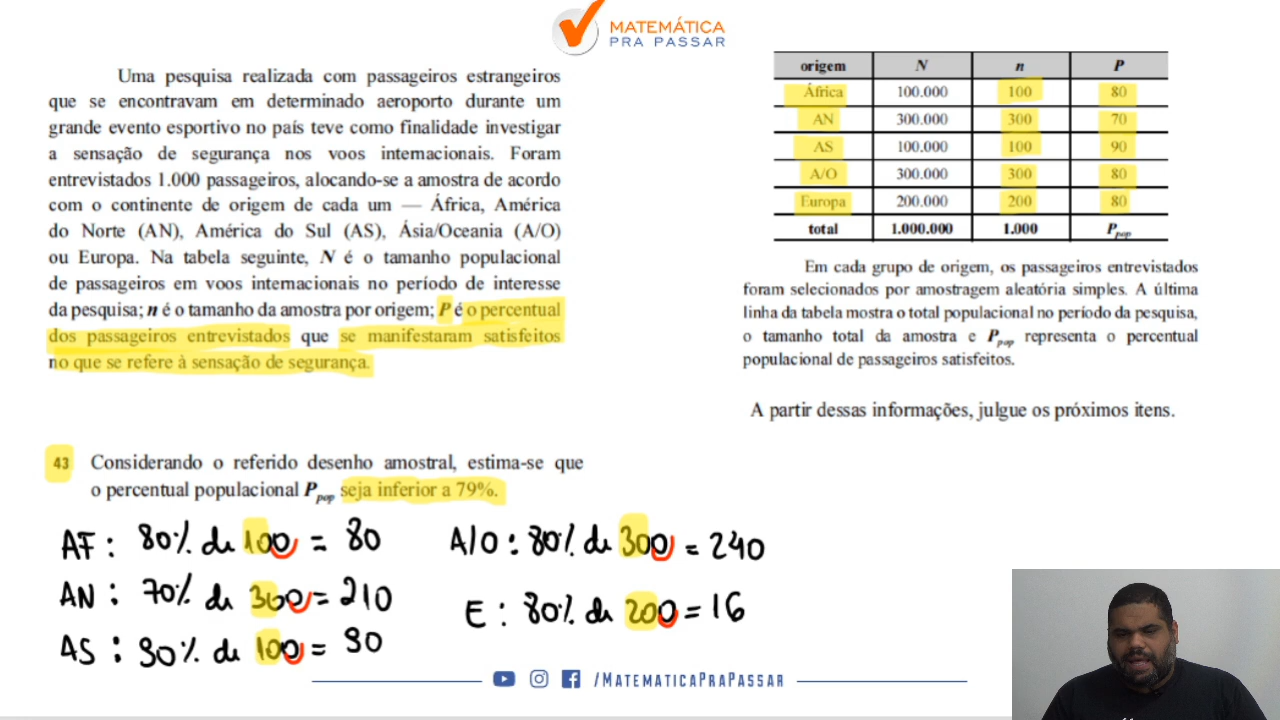 MATEMÁTICA
PRA PASSAR
Uma pesquisa realizada com passageiros estrangeiros
que se encontravam em determinado aeroporto durante um
grande evento esportivo no país teve como finalidade investigar
a sensação de segurança nos voos internacionais. Foram
entrevistados 1.000 passageiros, alocando-se a amostra de acordo
com o continente de origem de cada um — África, América
do Norte (AN), América do Sul (AS), Ásia/Oceania (A/O)
ou Europa. Na tabela seguinte, N é o tamanho populacional
de passageiros em voos internacionais no período de interesse
da pesquisa; n é o tamanho da amostra por origem; P é o percentual
dos passageiros entrevistados que se manifestaram satisfeitos
no que se refere à sensação de segurança.
origem N n P
África 100.000 100 80
AN 300.000 300 70
AS 100.000 100 90
A/O 300.000 300 80
Europa 200.000 200 80
total 1.000.000 1.000 Ppop
Em cada grupo de origem, os passageiros entrevistados
foram selecionados por amostragem aleatória simples. A última
linha da tabela mostra o total populacional no período da pesquisa,
o tamanho total da amostra e Ppop representa o percentual
populacional de passageiros satisfeitos.
A partir dessas informações, julgue os próximos itens.
43 Considerando o referido desenho amostral, estima-se que
o percentual populacional Ppop seja inferior a 79%.
AF: 80% de 100 = 80
AN: 70% de 300 = 210
AS: 90% de 100 = 90
A/O: 80% de 300 = 240
E: 80% de 200 = 16
/MATEMATICAPRAPASSAR